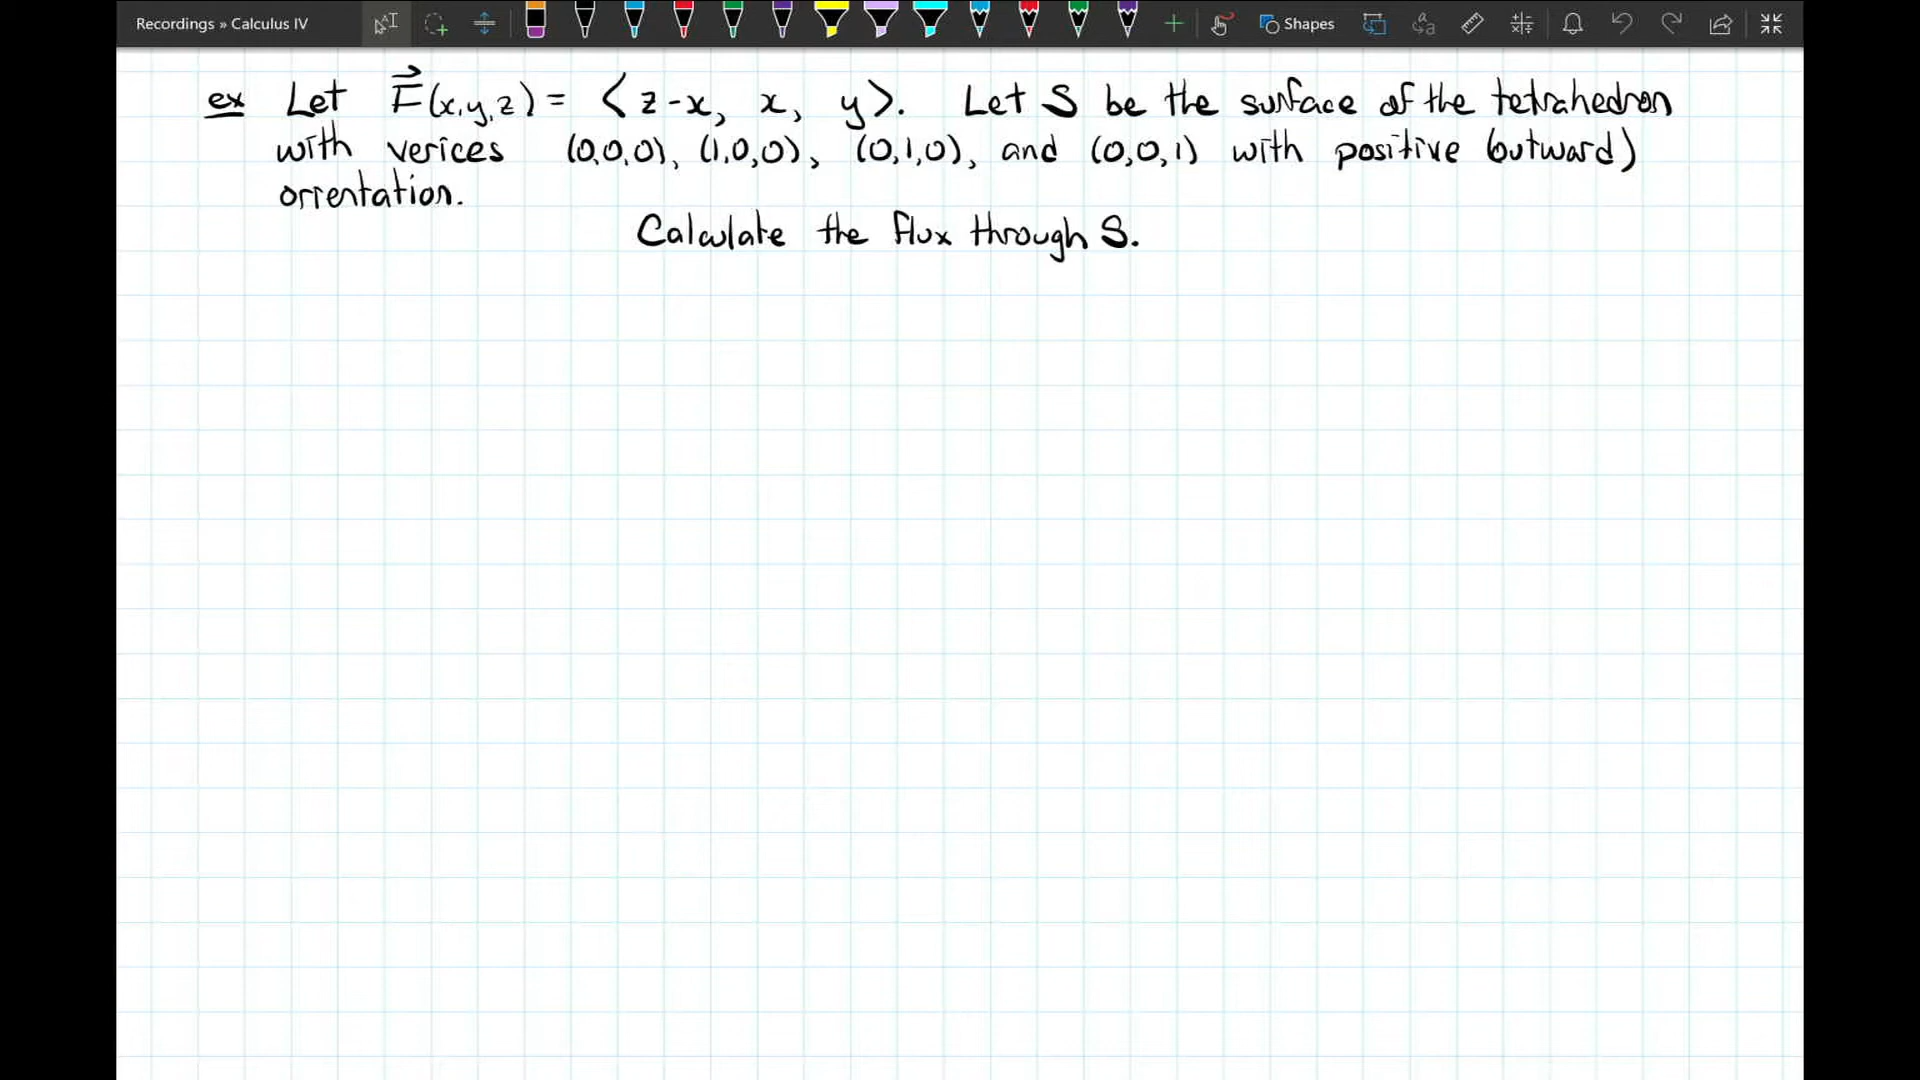 Recordings » Calculus IV
Shapes
ex Let F⃗(x,y,z) = ⟨z-x, x, y⟩. Let S be the surface of the tetrahedron
with verices (0,0,0), (1,0,0), (0,1,0), and (0,0,1) with positive (outward)
orientation.
Calculate the flux through S.